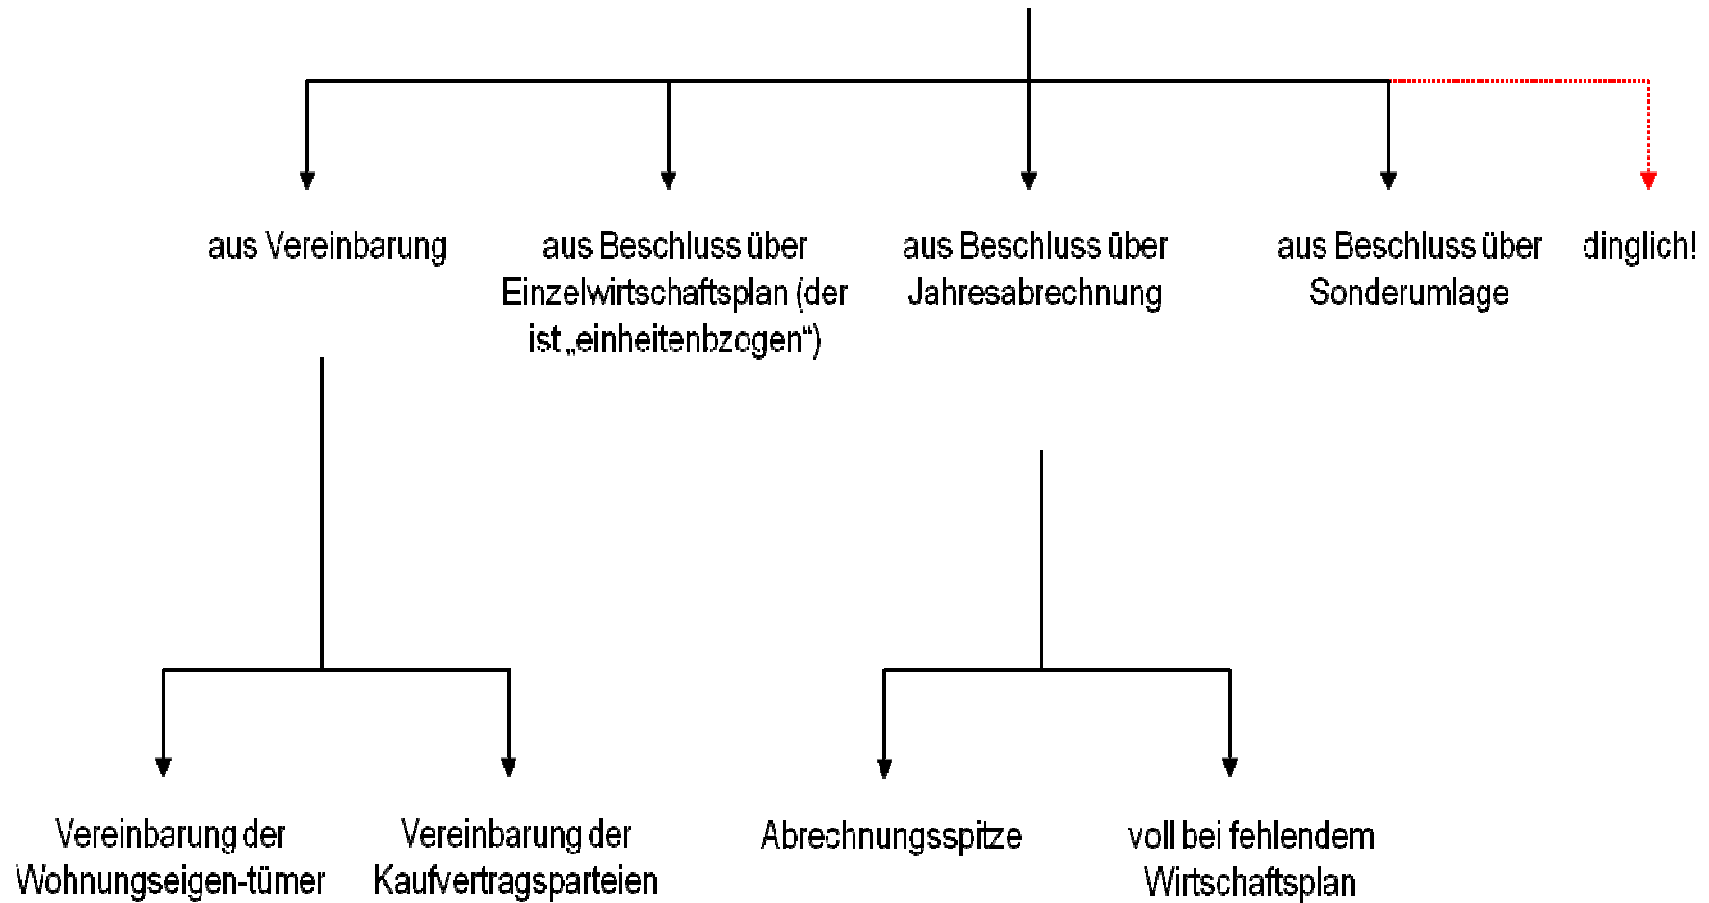 aus Vereinbarung
aus Beschluss über
Einzelwirtschaftsplan (der
ist „einheitenbzogen“)
aus Beschluss über
Jahresabrechnung
aus Beschluss über
Sonderumlage
dinglich!
Vereinbarung der
Wohnungseigen-tümer
Vereinbarung der
Kaufvertragsparteien
Abrechnungsspitze
voll bei fehlendem
Wirtschaftsplan